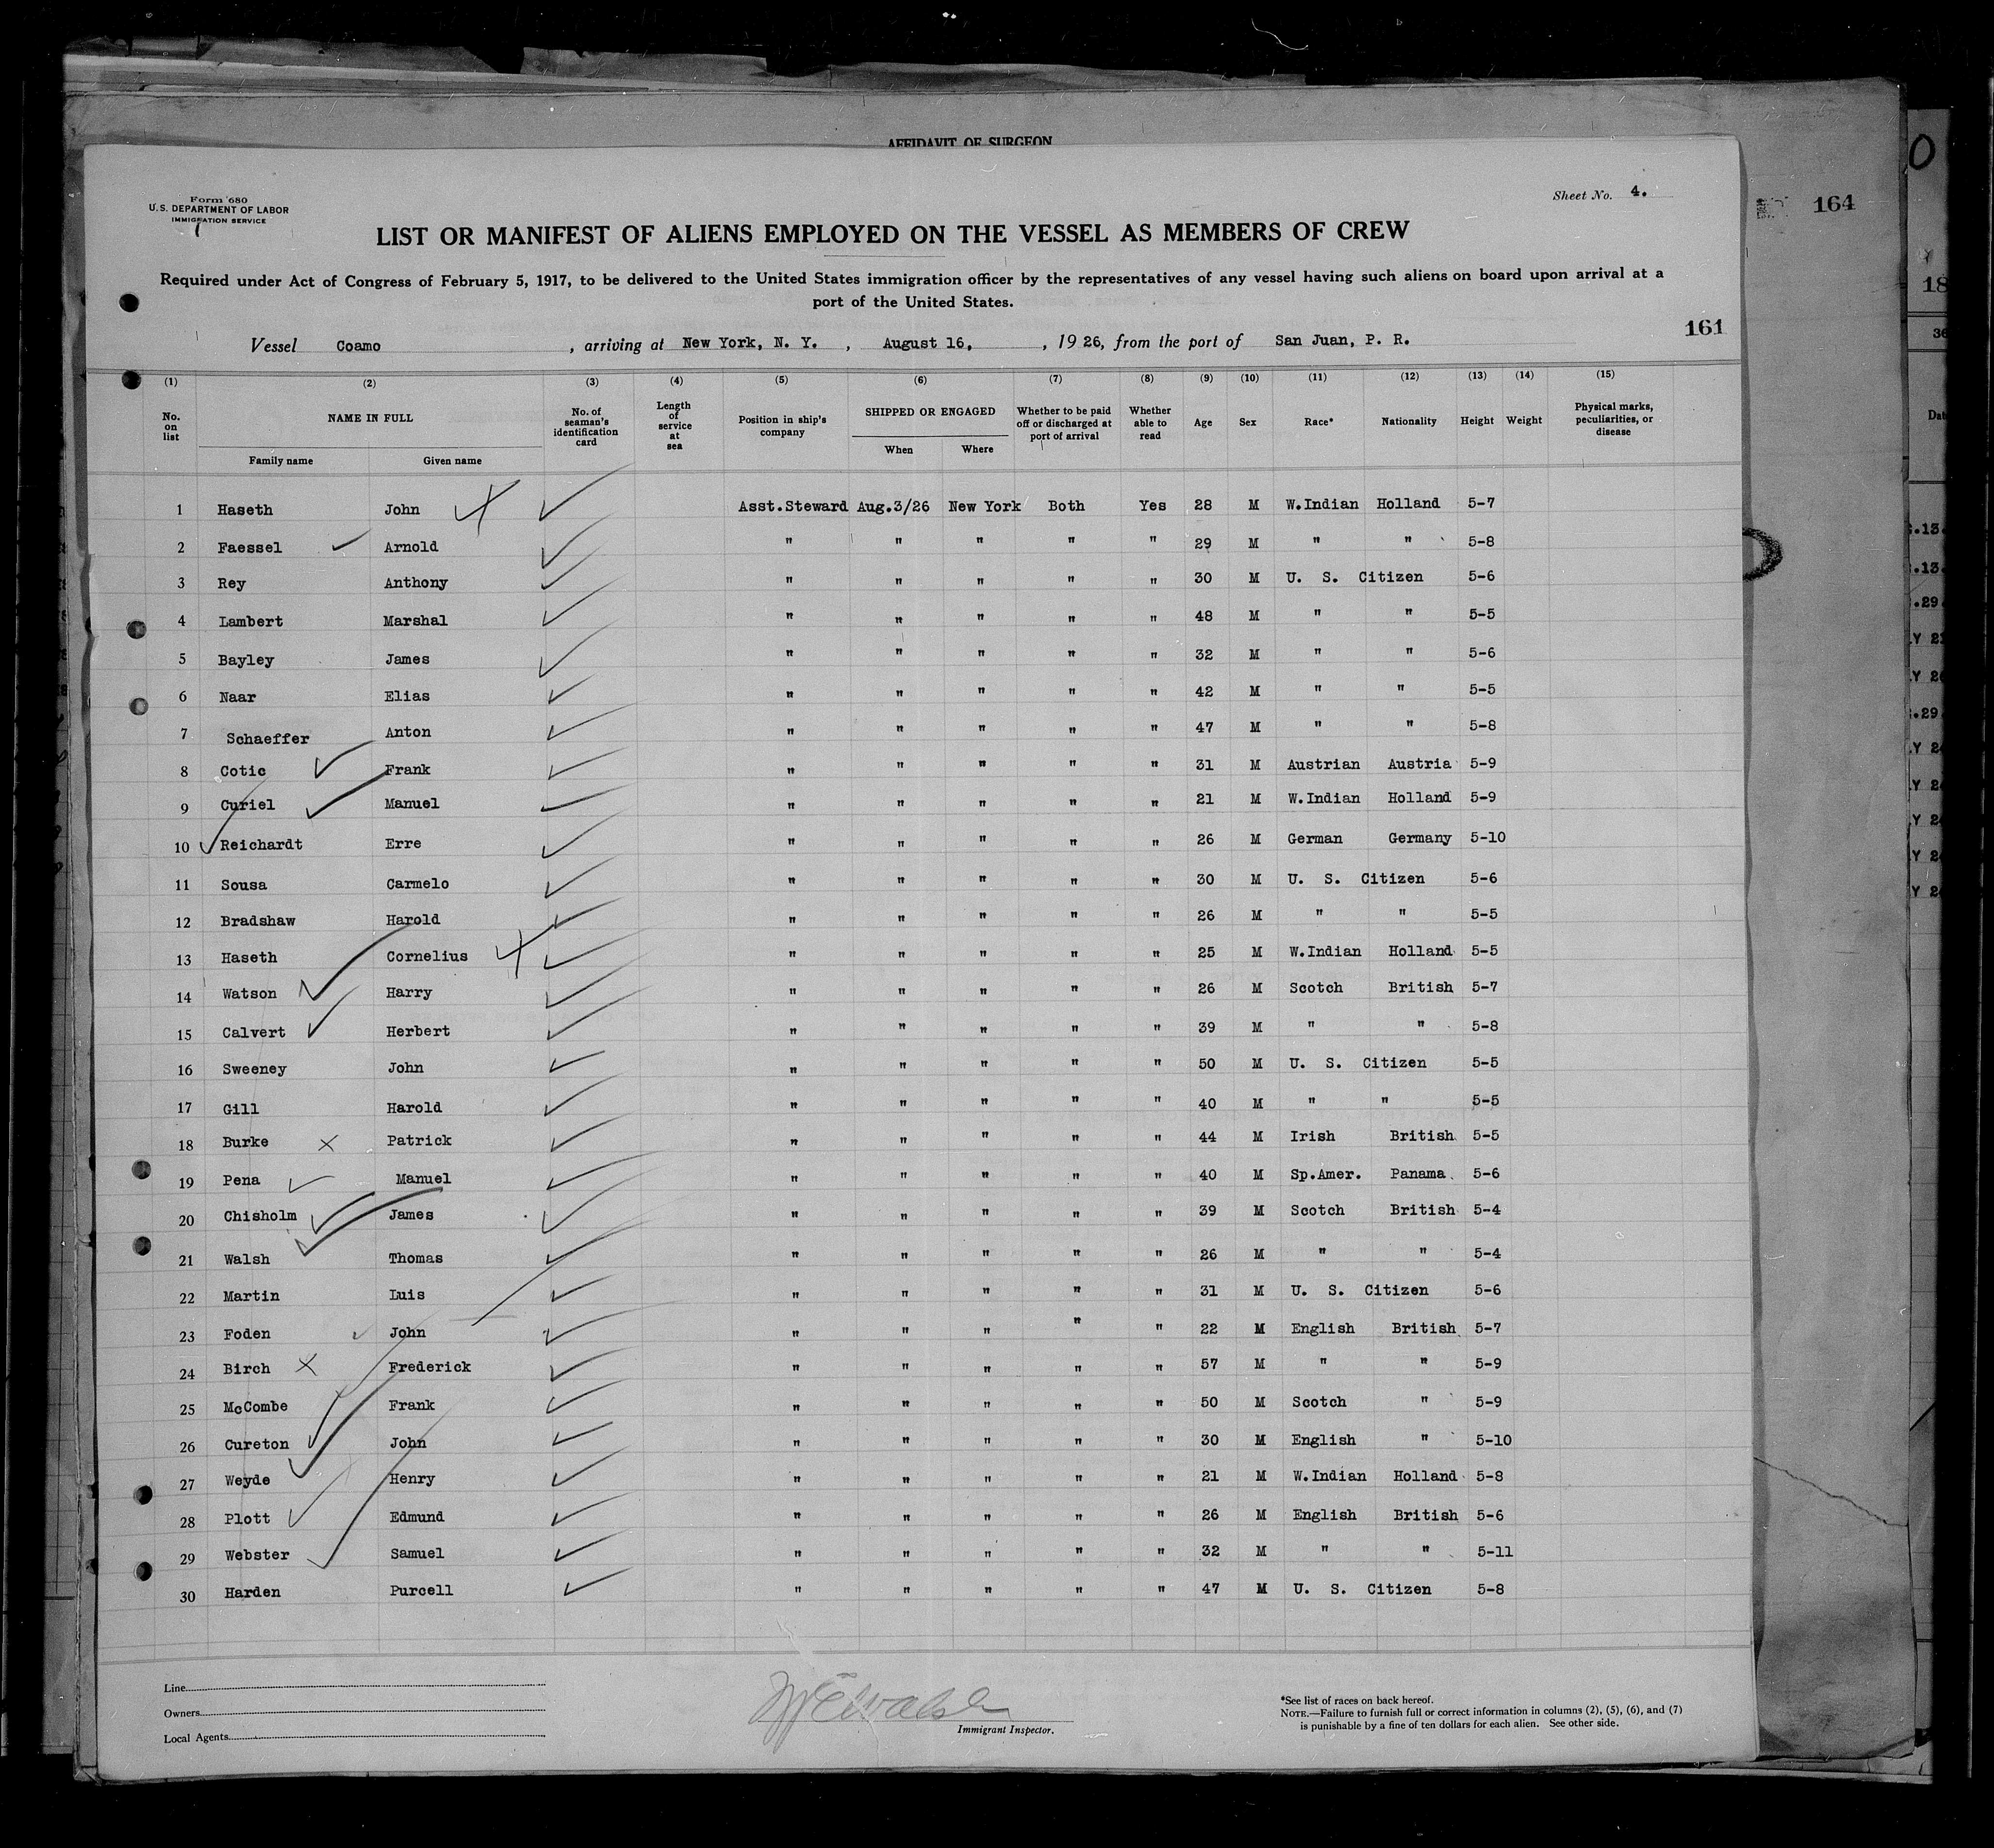 AFFIDAVIT OF SURGEON
Form 680
U.S. DEPARTMENT OF LABOR
IMMIGRATION SERVICE
Sheet No. 4.
164
LIST OR MANIFEST OF ALIENS EMPLOYED ON THE VESSEL AS MEMBERS OF CREW
Required under Act of Congress of February 5, 1917, to be delivered to the United States immigration officer by the representatives of any vessel having such aliens on board upon arrival at a
port of the United States.
161
Vessel Coamo , arriving at New York, N. Y. , August 16, , 1926, from the port of San Juan, P. R.
(1) (2) (3) (4) (5) (6) (7) (8) (9) (10) (11) (12) (13) (14) (15)
No. on list NAME IN FULL Family name Given name No. of seaman's identification card Length of service at sea Position in ship's company SHIPPED OR ENGAGED When Where Whether to be paid off or discharged at port of arrival Whether able to read Age Sex Race* Nationality Height Weight Physical marks, peculiarities, or disease
1 Haseth John Asst.Steward Aug.3/26 New York Both Yes 28 M W.Indian Holland 5-7
2 Faessel Arnold " " " " " 29 M " " 5-8
3 Rey Anthony " " " " " 30 M U. S. Citizen 5-6
4 Lambert Marshal " " " " " 48 M " " 5-5
5 Bayley James " " " " " 32 M " " 5-6
6 Naar Elias " " " " " 42 M " " 5-5
7 Schaeffer Anton " " " " " 47 M " " 5-8
8 Cotic Frank " " " " " 31 M Austrian Austria 5-9
9 Curiel Manuel " " " " " 21 M W.Indian Holland 5-9
10 Reichardt Erre " " " " " 26 M German Germany 5-10
11 Sousa Carmelo " " " " " 30 M U. S. Citizen 5-6
12 Bradshaw Harold " " " " " 26 M " " 5-5
13 Haseth Cornelius " " " " " 25 M W.Indian Holland 5-5
14 Watson Harry " " " " " 26 M Scotch British 5-7
15 Calvert Herbert " " " " " 39 M " " 5-8
16 Sweeney John " " " " " 50 M U. S. Citizen 5-5
17 Gill Harold " " " " " 40 M " " 5-5
18 Burke Patrick " " " " " 44 M Irish British 5-5
19 Pena Manuel " " " " " 40 M Sp.Amer. Panama 5-6
20 Chisholm James " " " " " 39 M Scotch British 5-4
21 Walsh Thomas " " " " " 26 M " " 5-4
22 Martin Luis " " " " " 31 M U. S. Citizen 5-6
23 Foden John " " " " " 22 M English British 5-7
24 Birch Frederick " " " " " 57 M " " 5-9
25 McCombe Frank " " " " " 50 M Scotch " 5-9
26 Cureton John " " " " " 30 M English " 5-10
27 Weyde Henry " " " " " 21 M W.Indian Holland 5-8
28 Plott Edmund " " " " " 26 M English British 5-6
29 Webster Samuel " " " " " 32 M " " 5-11
30 Harden Purcell " " " " " 47 M U. S. Citizen 5-8
Line
Owners
Local Agents
Immigrant Inspector.
*See list of races on back hereof.
NOTE.—Failure to furnish full or correct information in columns (2), (5), (6), and (7)
is punishable by a fine of ten dollars for each alien. See other side.